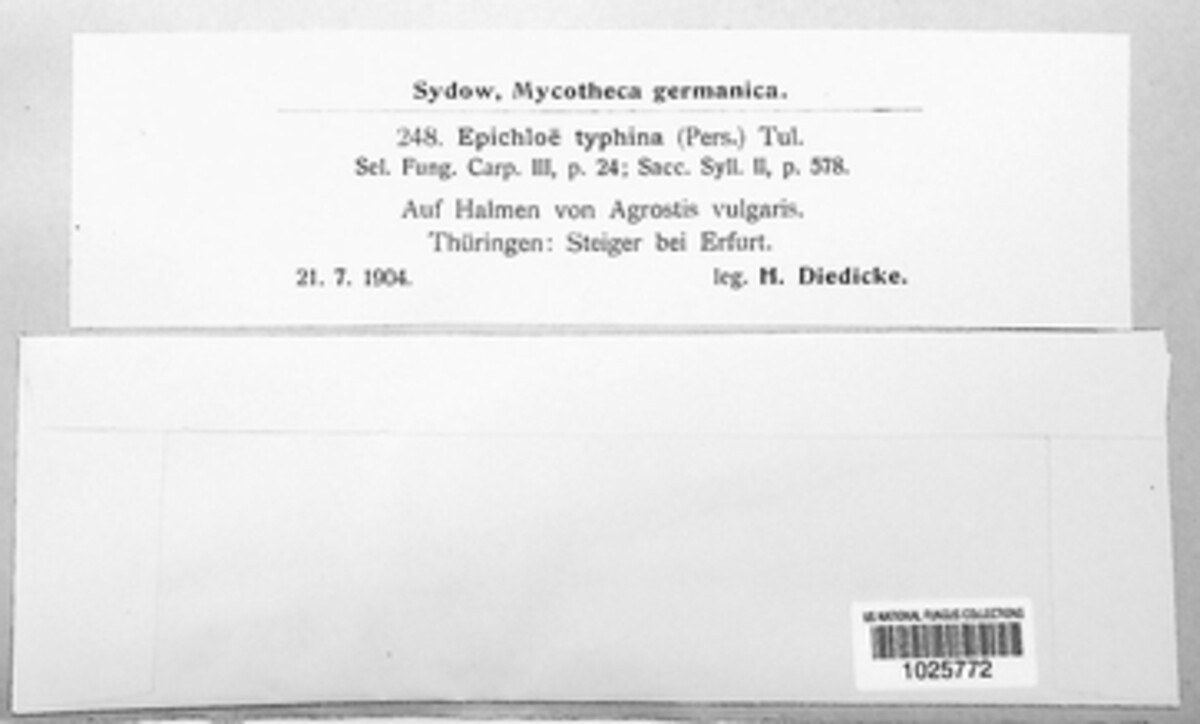 Sydow, Mycotheca germanica.
248. Epichloë typhina (Pers.) Tul.
Sel. Fung. Carp. III, p. 24; Sacc. Syll. II, p. 578.
Auf Halmen von Agrostis vulgaris.
Thüringen: Steiger bei Erfurt.
21. 7. 1904. leg. H. Diedicke.
US NATIONAL FUNGUS COLLECTIONS
1025772